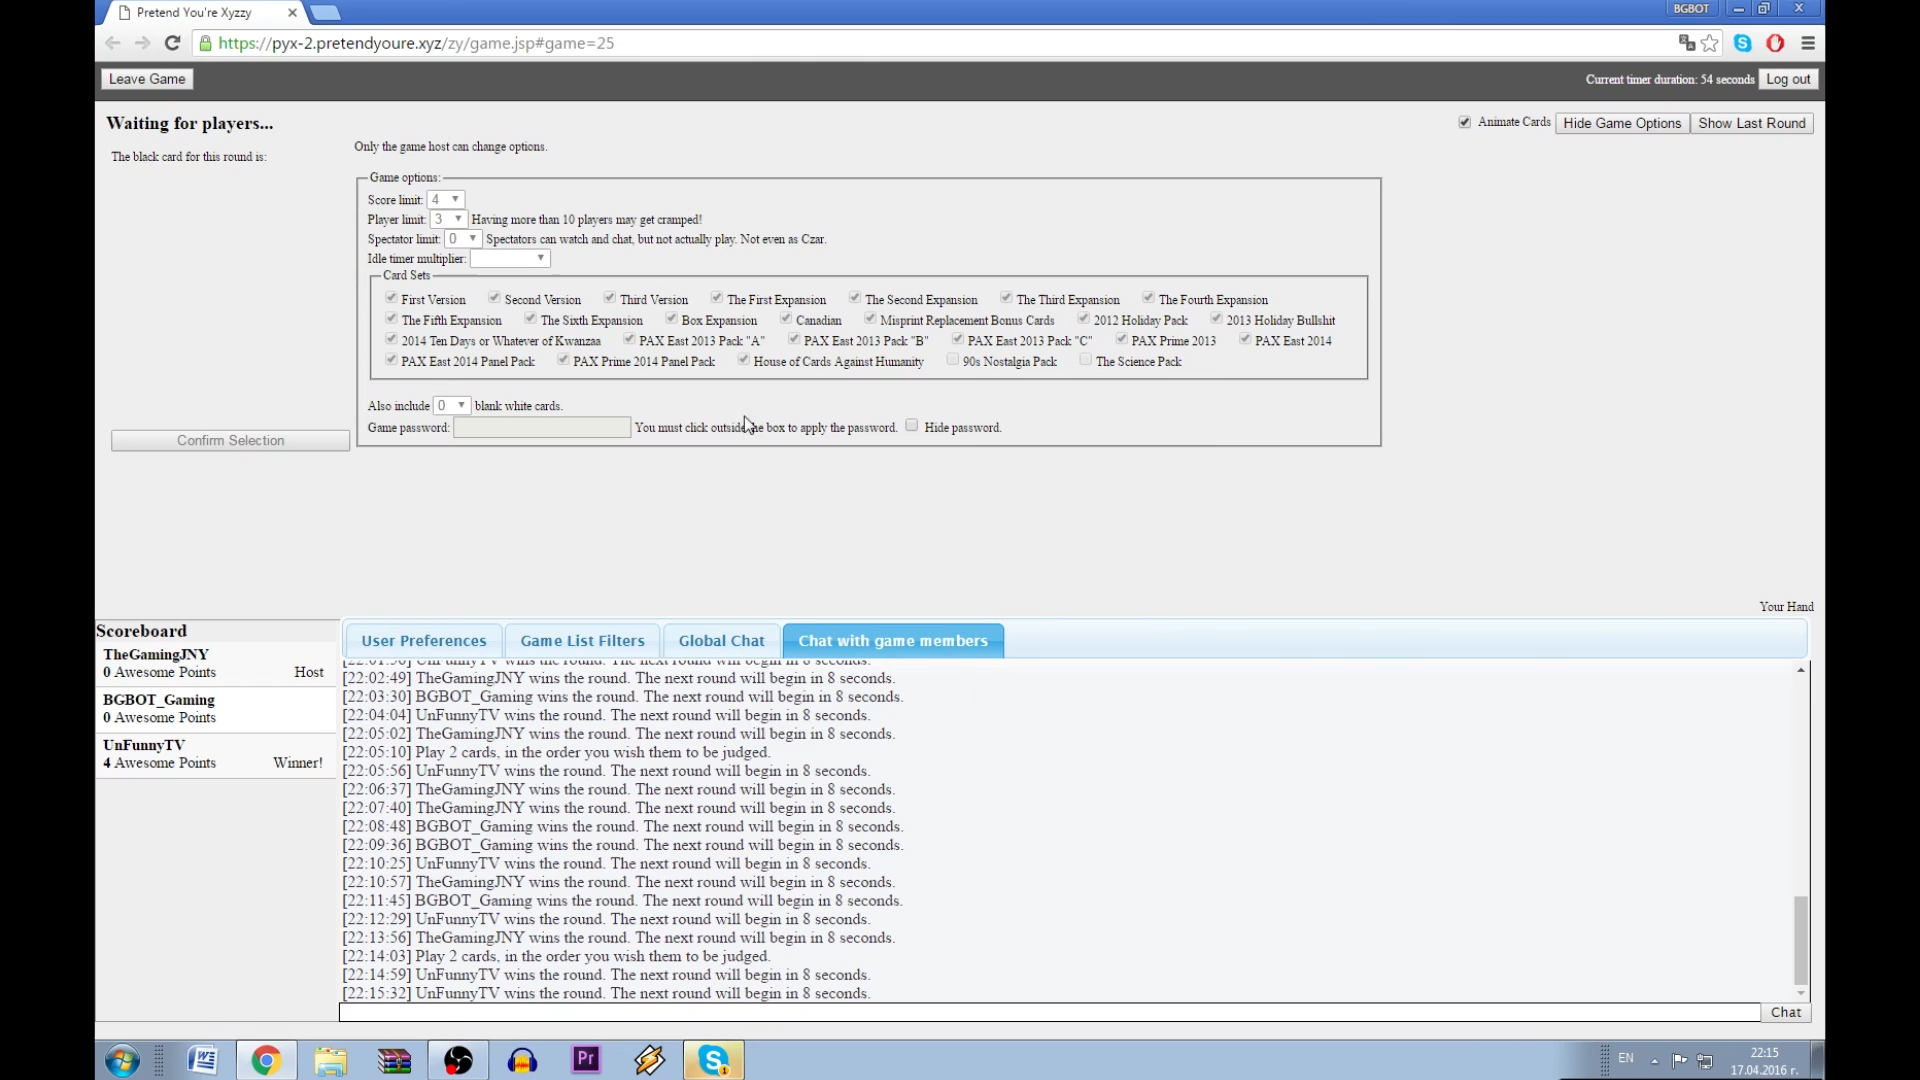 Pretend You're Xyzzy
BGBOT
https://pyx-2.pretendyoure.xyz/zy/game.jsp#game=25
Leave Game
Current timer duration: 54 seconds Log out
Waiting for players...
Animate Cards Hide Game Options Show Last Round
The black card for this round is:
Only the game host can change options.
Game options:
Score limit: 4
Player limit: 3 Having more than 10 players may get cramped!
Spectator limit: 0 Spectators can watch and chat, but not actually play. Not even as Czar.
Idle timer multiplier:
Card Sets
First Version Second Version Third Version The First Expansion The Second Expansion The Third Expansion The Fourth Expansion
The Fifth Expansion The Sixth Expansion Box Expansion Canadian Misprint Replacement Bonus Cards 2012 Holiday Pack 2013 Holiday Bullshit
2014 Ten Days or Whatever of Kwanzaa PAX East 2013 Pack "A" PAX East 2013 Pack "B" PAX East 2013 Pack "C" PAX Prime 2013 PAX East 2014
PAX East 2014 Panel Pack PAX Prime 2014 Panel Pack House of Cards Against Humanity 90s Nostalgia Pack The Science Pack
Also include 0 blank white cards.
Game password: You must click outside the box to apply the password. Hide password.
Confirm Selection
Your Hand
Scoreboard
TheGamingJNY
0 Awesome Points Host
BGBOT_Gaming
0 Awesome Points
UnFunnyTV
4 Awesome Points Winner!
User Preferences Game List Filters Global Chat Chat with game members
[22:01:50] UnFunnyTV wins the round. The next round will begin in 8 seconds.
[22:02:49] TheGamingJNY wins the round. The next round will begin in 8 seconds.
[22:03:30] BGBOT_Gaming wins the round. The next round will begin in 8 seconds.
[22:04:04] UnFunnyTV wins the round. The next round will begin in 8 seconds.
[22:05:02] TheGamingJNY wins the round. The next round will begin in 8 seconds.
[22:05:10] Play 2 cards, in the order you wish them to be judged.
[22:05:56] UnFunnyTV wins the round. The next round will begin in 8 seconds.
[22:06:37] TheGamingJNY wins the round. The next round will begin in 8 seconds.
[22:07:40] TheGamingJNY wins the round. The next round will begin in 8 seconds.
[22:08:48] BGBOT_Gaming wins the round. The next round will begin in 8 seconds.
[22:09:36] BGBOT_Gaming wins the round. The next round will begin in 8 seconds.
[22:10:25] UnFunnyTV wins the round. The next round will begin in 8 seconds.
[22:10:57] TheGamingJNY wins the round. The next round will begin in 8 seconds.
[22:11:45] BGBOT_Gaming wins the round. The next round will begin in 8 seconds.
[22:12:29] UnFunnyTV wins the round. The next round will begin in 8 seconds.
[22:13:56] TheGamingJNY wins the round. The next round will begin in 8 seconds.
[22:14:03] Play 2 cards, in the order you wish them to be judged.
[22:14:59] UnFunnyTV wins the round. The next round will begin in 8 seconds.
[22:15:32] UnFunnyTV wins the round. The next round will begin in 8 seconds.
Chat
Pr
EN
22:15
17.04.2016 г.